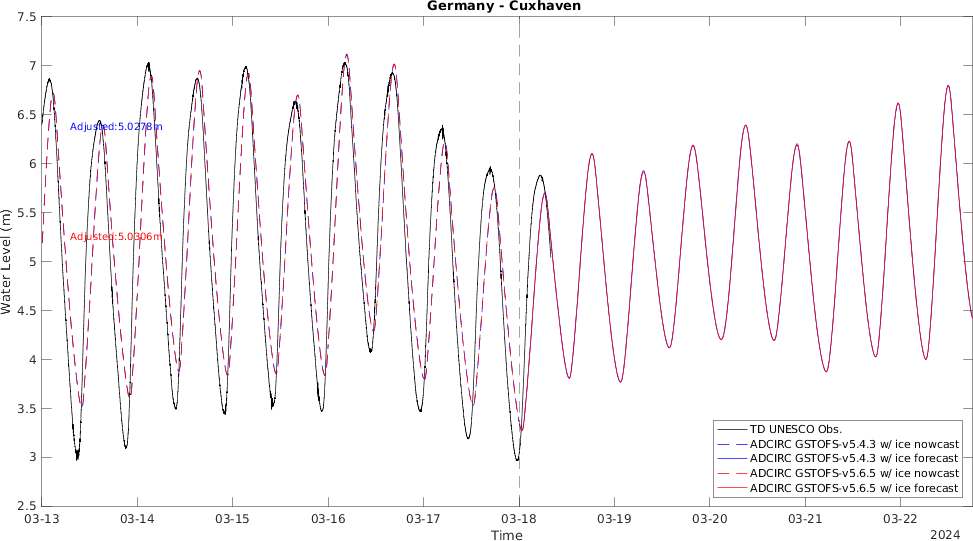 Germany - Cuxhaven
7.5
7
6.5
6
5.5
5
4.5
4
3.5
3
2.5
Water Level (m)
Adjusted:5.0278m
Adjusted:5.0306m
TD UNESCO Obs.
ADCIRC GSTOFS-v5.4.3 w/ ice nowcast
ADCIRC GSTOFS-v5.4.3 w/ ice forecast
ADCIRC GSTOFS-v5.6.5 w/ ice nowcast
ADCIRC GSTOFS-v5.6.5 w/ ice forecast
03-13 03-14 03-15 03-16 03-17 03-18 03-19 03-20 03-21 03-22
Time
2024